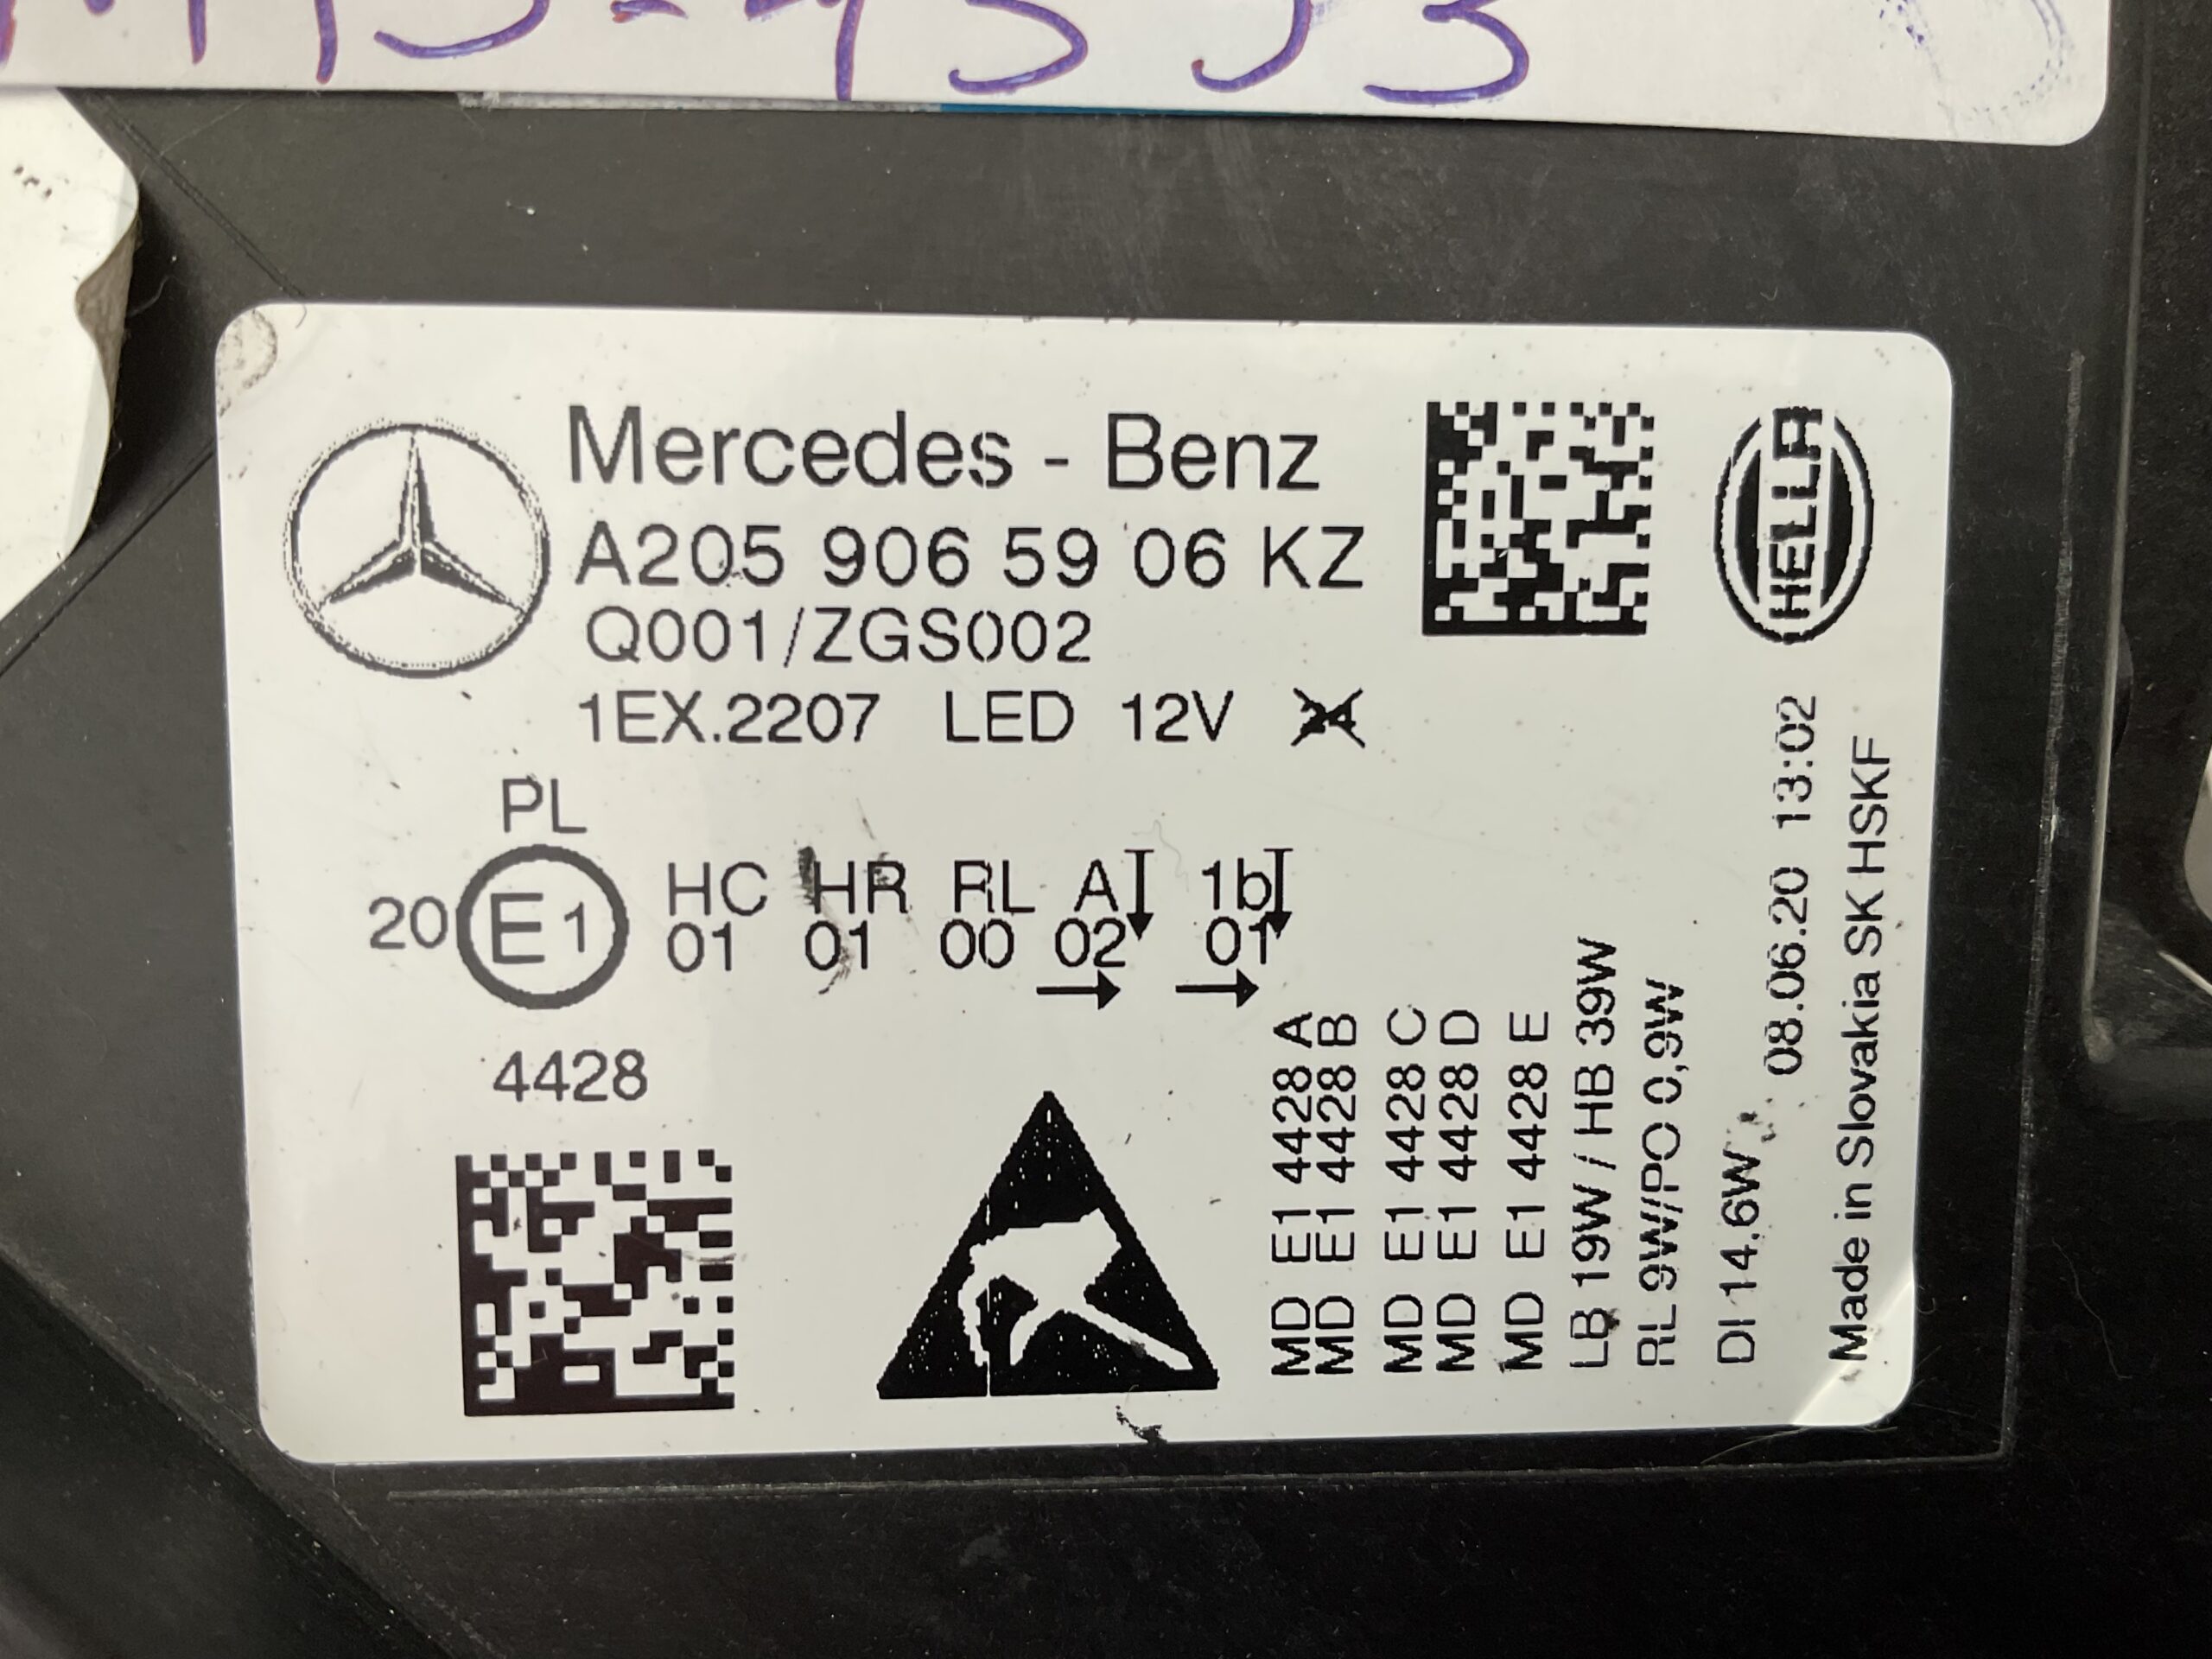 Mercedes - Benz
A205 906 59 06 KZ
Q001/ZGS002
1EX.2207 LED 12V
HELLA
PL
20 E1 HC HR RL A 1b
01 01 00 02 01
4428
MD E1 4428 A
MD E1 4428 B
MD E1 4428 C
MD E1 4428 D
MD E1 4428 E
LB 19W / HB 39W
RL 9W/PO 0,9W
DI 14,6W
08.06.20 13:02
Made in Slovakia SK HSKF